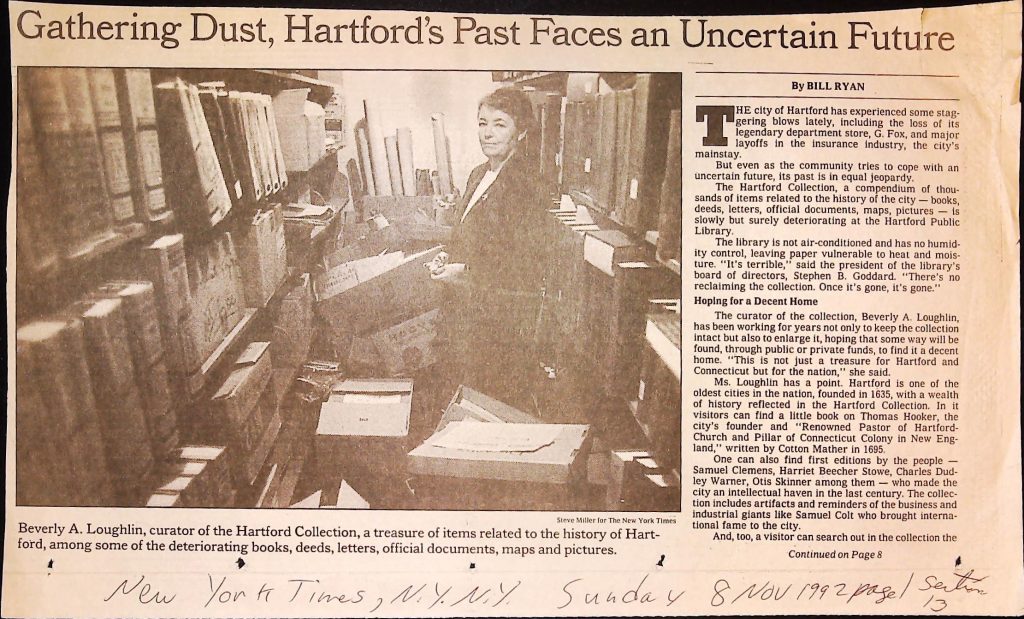 Gathering Dust, Hartford's Past Faces an Uncertain Future
By BILL RYAN
THE city of Hartford has experienced some stag-
gering blows lately, including the loss of its
legendary department store, G. Fox, and major
layoffs in the insurance industry, the city's
mainstay.
But even as the community tries to cope with an
uncertain future, its past is in equal jeopardy.
The Hartford Collection, a compendium of thou-
sands of items related to the history of the city — books,
deeds, letters, official documents, maps, pictures — is
slowly but surely deteriorating at the Hartford Public
Library.
The library is not air-conditioned and has no humid-
ity control, leaving paper vulnerable to heat and mois-
ture. "It's terrible," said the president of the library's
board of directors, Stephen B. Goddard. "There's no
reclaiming the collection. Once it's gone, it's gone."
Hoping for a Decent Home
The curator of the collection, Beverly A. Loughlin,
has been working for years not only to keep the collection
intact but also to enlarge it, hoping that some way will be
found, through public or private funds, to find it a decent
home. "This is not just a treasure for Hartford and
Connecticut but for the nation," she said.
Ms. Loughlin has a point. Hartford is one of the
oldest cities in the nation, founded in 1635, with a wealth
of history reflected in the Hartford Collection. In it
visitors can find a little book on Thomas Hooker, the
city's founder and "Renowned Pastor of Hartford-
Church and Pillar of Connecticut Colony in New Eng-
land," written by Cotton Mather in 1695.
One can also find first editions by the people —
Samuel Clemens, Harriet Beecher Stowe, Charles Dud-
ley Warner, Otis Skinner among them — who made the
city an intellectual haven in the last century. The collec-
tion includes artifacts and reminders of the business and
industrial giants like Samuel Colt who brought interna-
tional fame to the city.
And, too, a visitor can search out in the collection the
Continued on Page 8
Steve Miller for The New York Times
Beverly A. Loughlin, curator of the Hartford Collection, a treasure of items related to the history of Hart-
ford, among some of the deteriorating books, deeds, letters, official documents, maps and pictures.
New York Times, N.Y. N.Y. Sunday 8 NOV 1992 page 1 Section
13